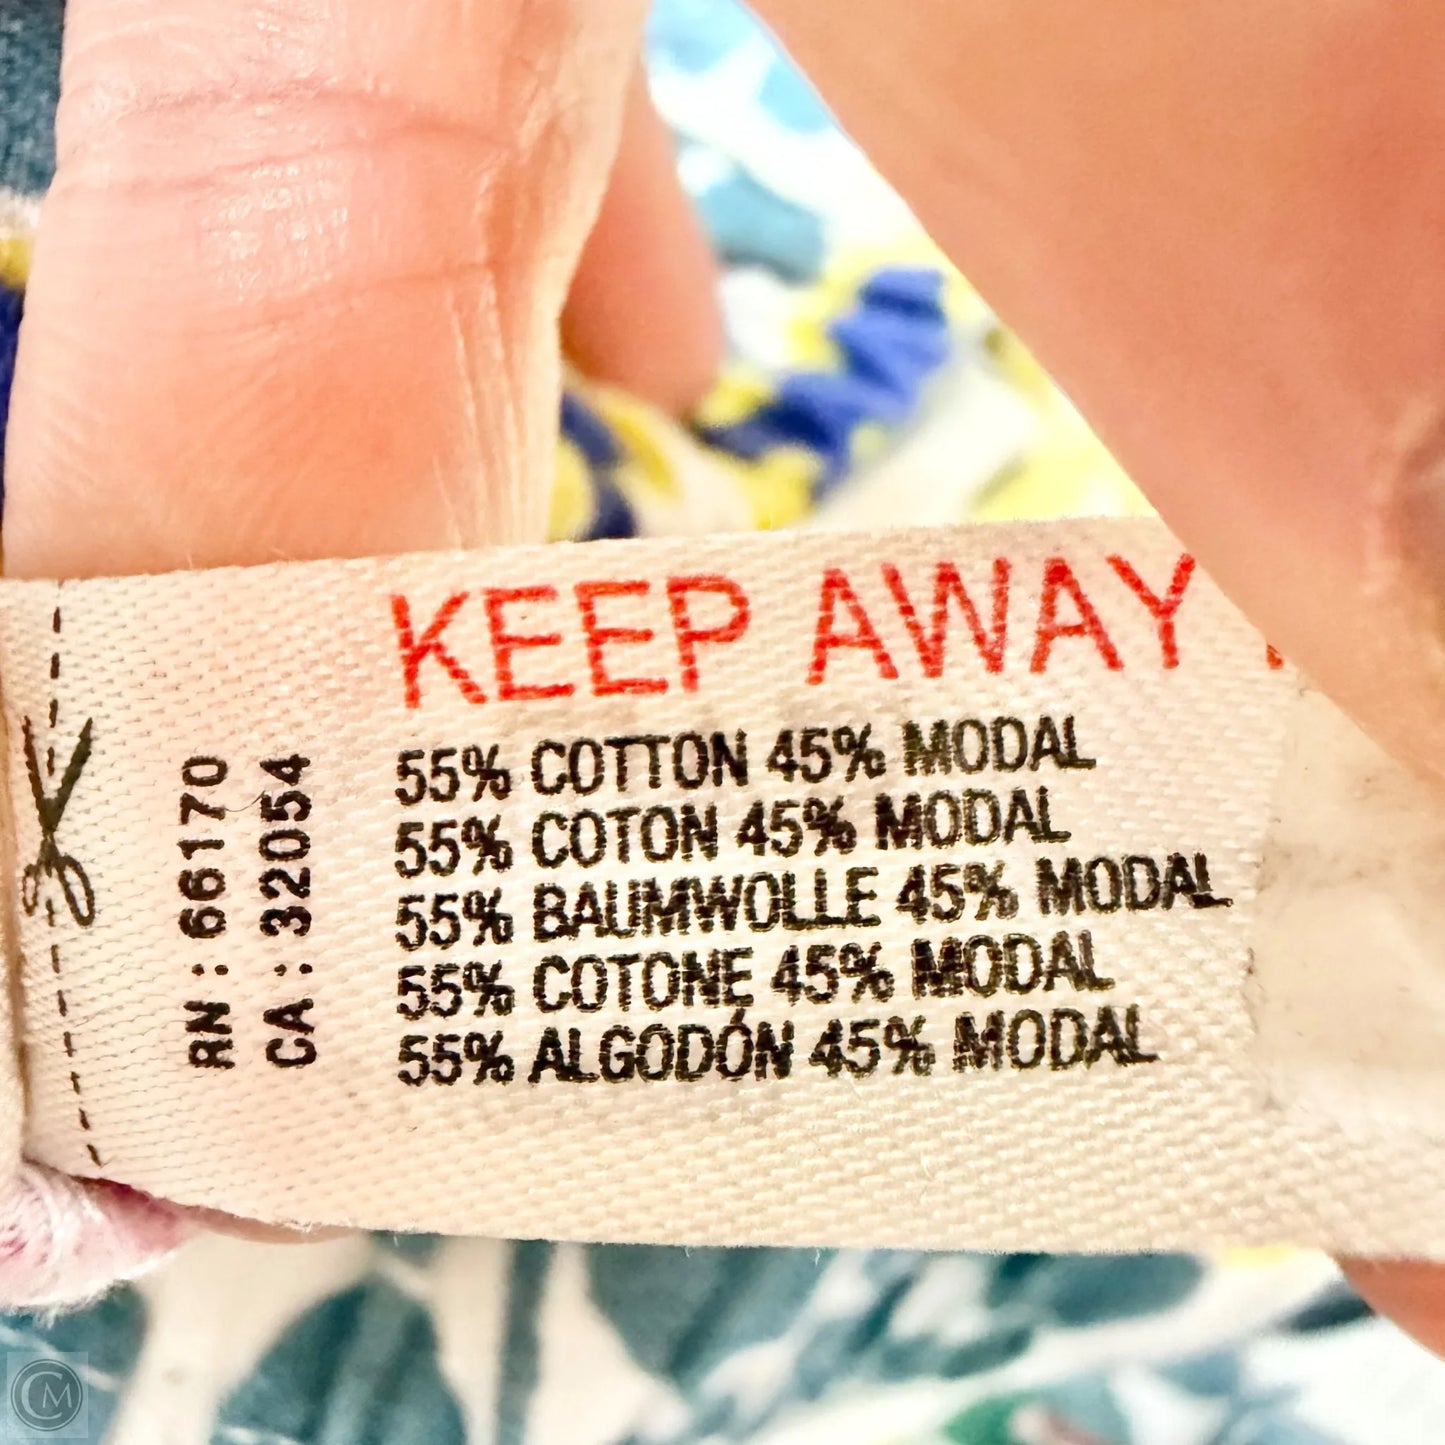 KEEP AWAY
55% COTTON 45% MODAL
55% COTON 45% MODAL
55% BAUMWOLLE 45% MODAL
55% COTONE 45% MODAL
55% ALGODÓN 45% MODAL
RN : 66170
CA : 32054
CM